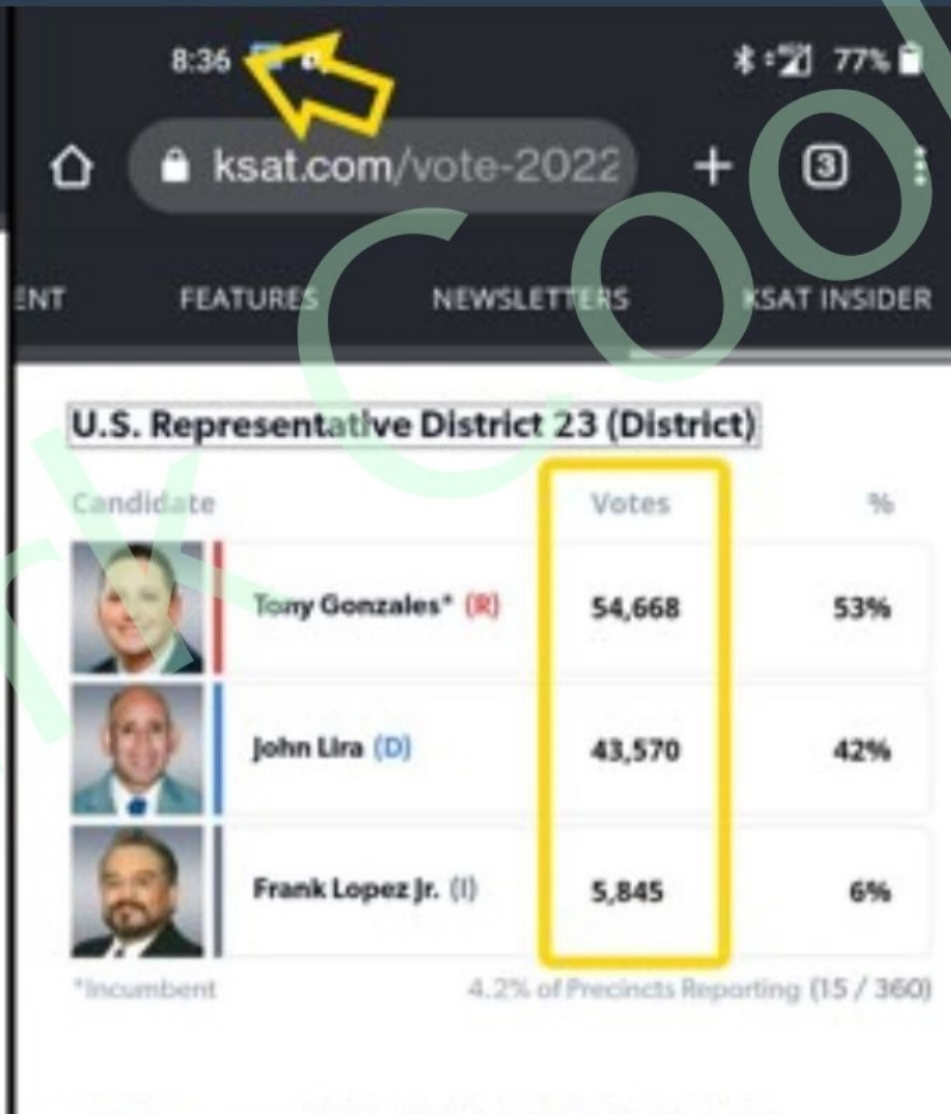 8:36 77%
ksat.com/vote-2022 3
ENT FEATURES NEWSLETTERS KSAT INSIDER
U.S. Representative District 23 (District)
Candidate Votes %
Tony Gonzales* (R) 54,668 53%
John Lira (D) 43,570 42%
Frank Lopez Jr. (I) 5,845 6%
*Incumbent 4.2% of Precincts Reporting (15 / 360)